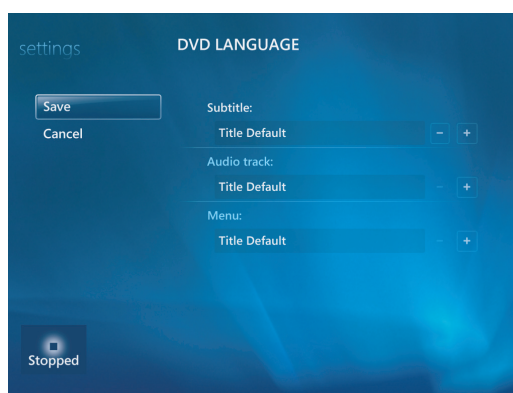 settings
DVD LANGUAGE
Save
Cancel
Subtitle:
Title Default - +
Audio track:
Title Default - +
Menu:
Title Default - +
Stopped